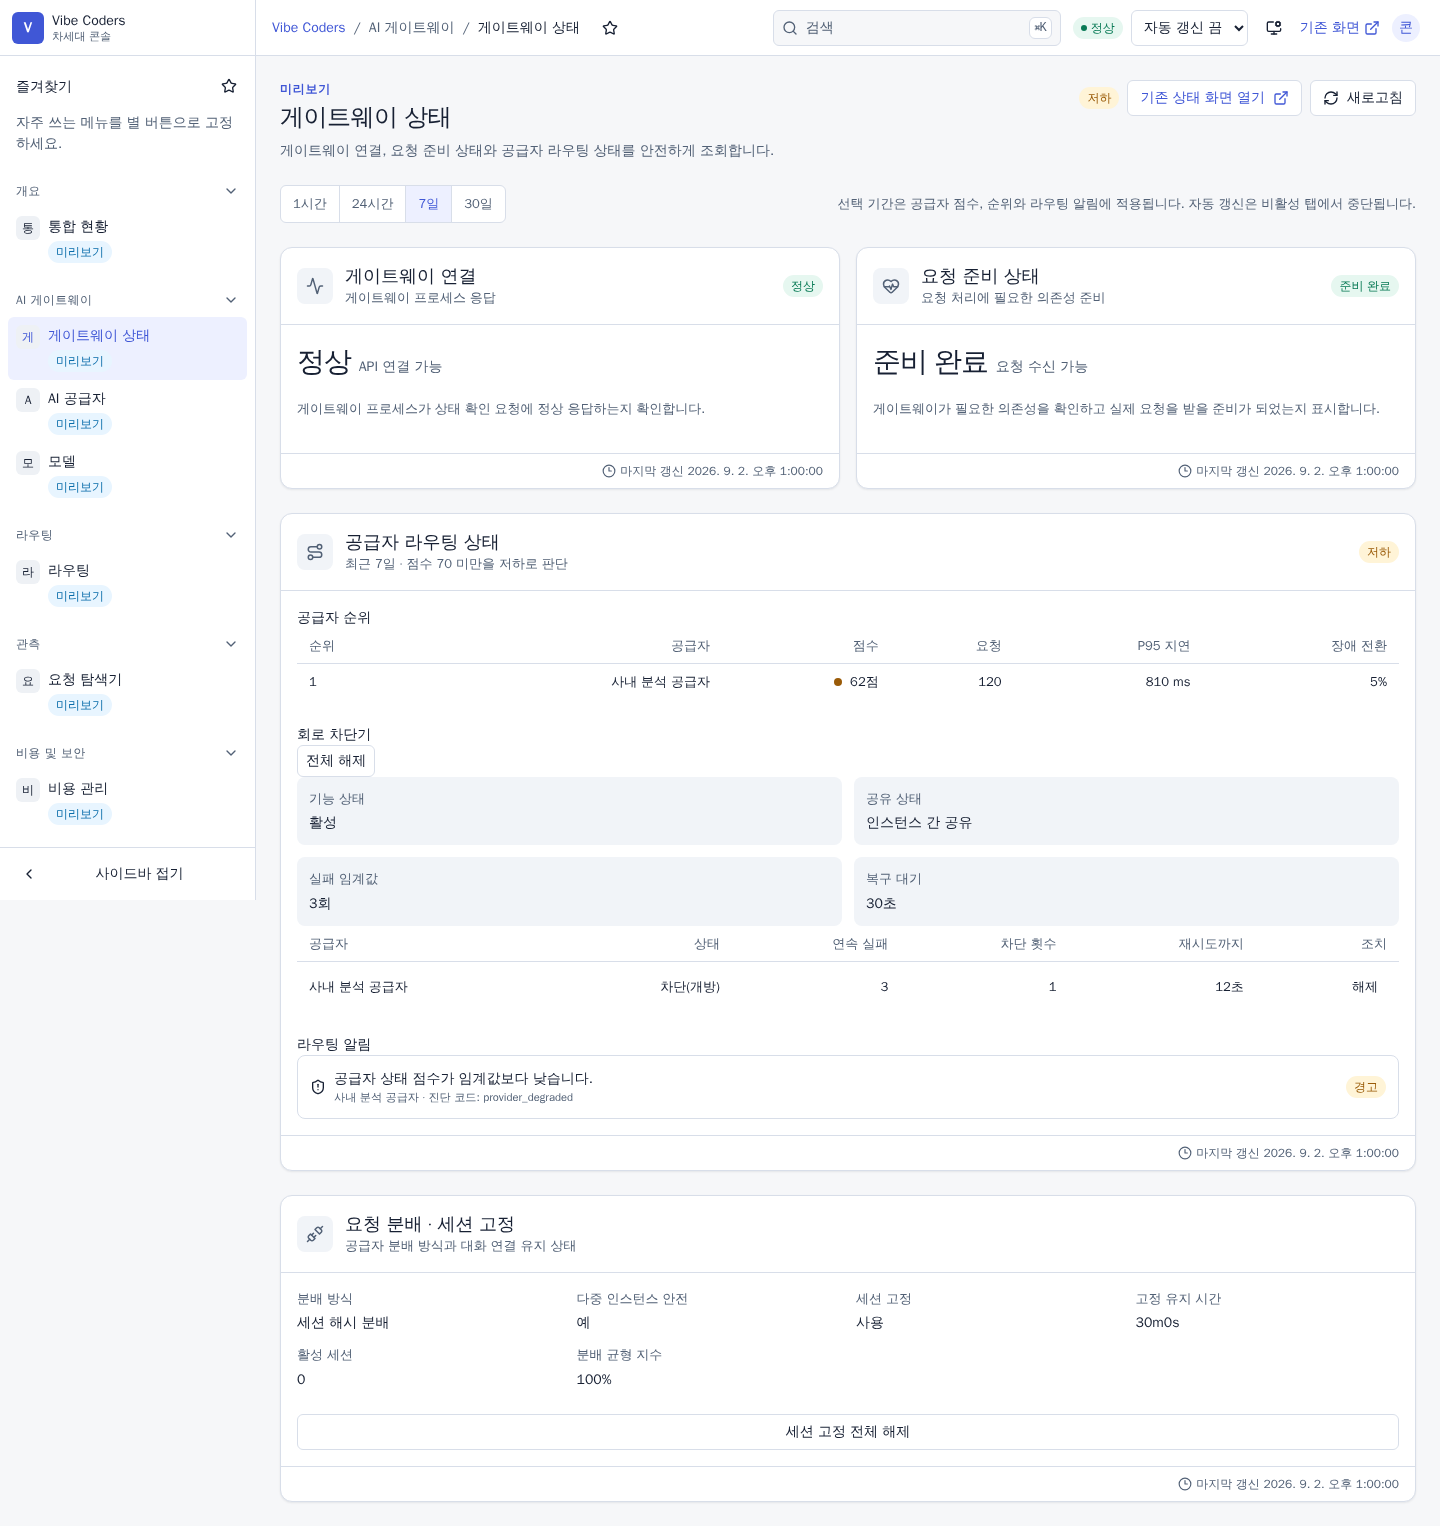 V
Vibe Coders
차세대 콘솔
Vibe Coders / AI 게이트웨이 / 게이트웨이 상태
검색
⌘K
정상
자동 갱신 끔
기존 화면
콘
즐겨찾기
자주 쓰는 메뉴를 별 버튼으로 고정
하세요.
개요
통
통합 현황
미리보기
AI 게이트웨이
게
게이트웨이 상태
미리보기
A
AI 공급자
미리보기
모
모델
미리보기
라우팅
라
라우팅
미리보기
관측
요
요청 탐색기
미리보기
비용 및 보안
비
비용 관리
미리보기
사이드바 접기
미리보기
게이트웨이 상태
게이트웨이 연결, 요청 준비 상태와 공급자 라우팅 상태를 안전하게 조회합니다.
저하
기존 상태 화면 열기
새로고침
1시간
24시간
7일
30일
선택 기간은 공급자 점수, 순위와 라우팅 알림에 적용됩니다. 자동 갱신은 비활성 탭에서 중단됩니다.
게이트웨이 연결
게이트웨이 프로세스 응답
정상
정상 API 연결 가능
게이트웨이 프로세스가 상태 확인 요청에 정상 응답하는지 확인합니다.
마지막 갱신 2026. 9. 2. 오후 1:00:00
요청 준비 상태
요청 처리에 필요한 의존성 준비
준비 완료
준비 완료 요청 수신 가능
게이트웨이가 필요한 의존성을 확인하고 실제 요청을 받을 준비가 되었는지 표시합니다.
마지막 갱신 2026. 9. 2. 오후 1:00:00
공급자 라우팅 상태
최근 7일 · 점수 70 미만을 저하로 판단
저하
공급자 순위
순위 공급자 점수 요청 P95 지연 장애 전환
1 사내 분석 공급자 62점 120 810 ms 5%
회로 차단기
전체 해제
기능 상태
활성
공유 상태
인스턴스 간 공유
실패 임계값
3회
복구 대기
30초
공급자 상태 연속 실패 차단 횟수 재시도까지 조치
사내 분석 공급자 차단(개방) 3 1 12초 해제
라우팅 알림
공급자 상태 점수가 임계값보다 낮습니다.
사내 분석 공급자 · 진단 코드: provider_degraded
경고
마지막 갱신 2026. 9. 2. 오후 1:00:00
요청 분배 · 세션 고정
공급자 분배 방식과 대화 연결 유지 상태
분배 방식
세션 해시 분배
다중 인스턴스 안전
예
세션 고정
사용
고정 유지 시간
30m0s
활성 세션
0
분배 균형 지수
100%
세션 고정 전체 해제
마지막 갱신 2026. 9. 2. 오후 1:00:00